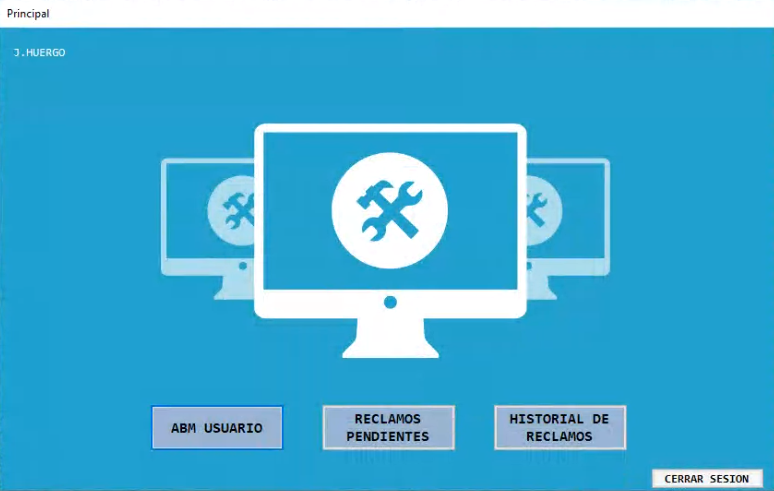 Principal
J.HUERGO
ABM USUARIO
RECLAMOS
PENDIENTES
HISTORIAL DE
RECLAMOS
CERRAR SESION